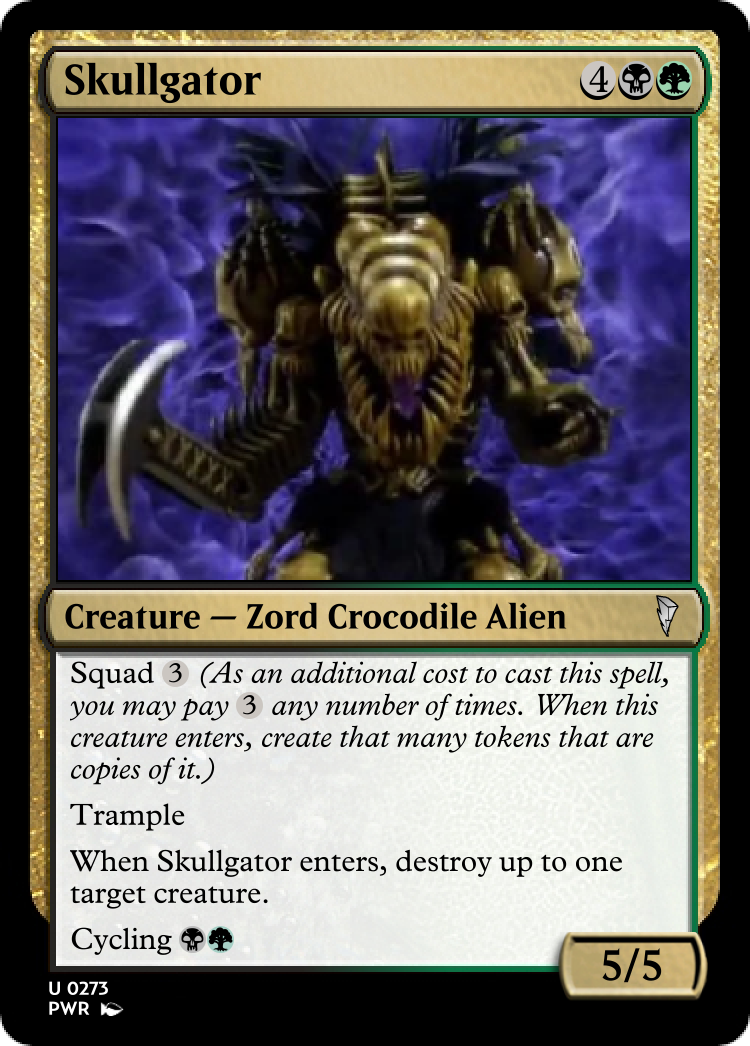 Skullgator 4
Creature — Zord Crocodile Alien
Squad 3 (As an additional cost to cast this spell,
you may pay 3 any number of times. When this
creature enters, create that many tokens that are
copies of it.)
Trample
When Skullgator enters, destroy up to one
target creature.
Cycling
5/5
U 0273
PWR